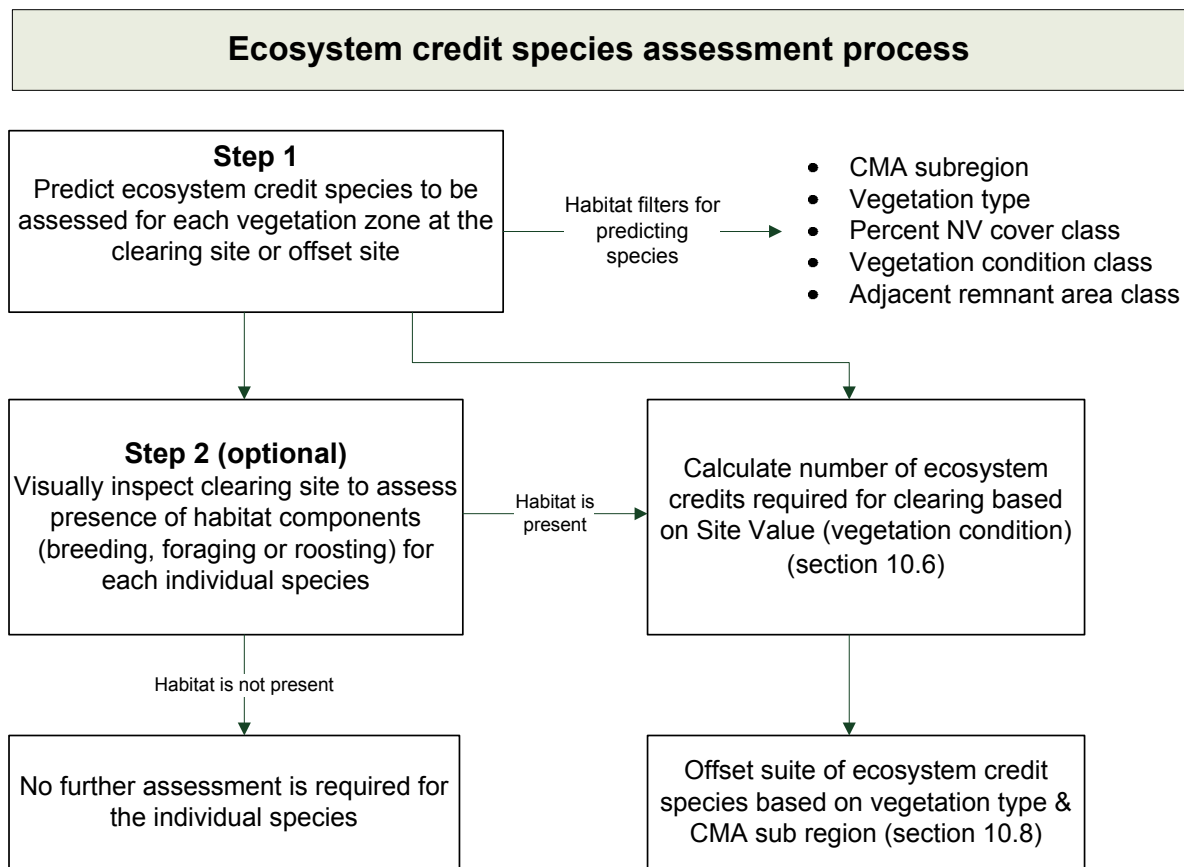 Ecosystem credit species assessment process
Step 1
Predict ecosystem credit species to be
assessed for each vegetation zone at the
clearing site or offset site
Habitat filters for
predicting
species
• CMA subregion
• Vegetation type
• Percent NV cover class
• Vegetation condition class
• Adjacent remnant area class
Step 2 (optional)
Visually inspect clearing site to assess
presence of habitat components
(breeding, foraging or roosting) for
each individual species
Habitat is
present
Calculate number of ecosystem
credits required for clearing based
on Site Value (vegetation condition)
(section 10.6)
Habitat is not present
No further assessment is required for
the individual species
Offset suite of ecosystem credit
species based on vegetation type &
CMA sub region (section 10.8)